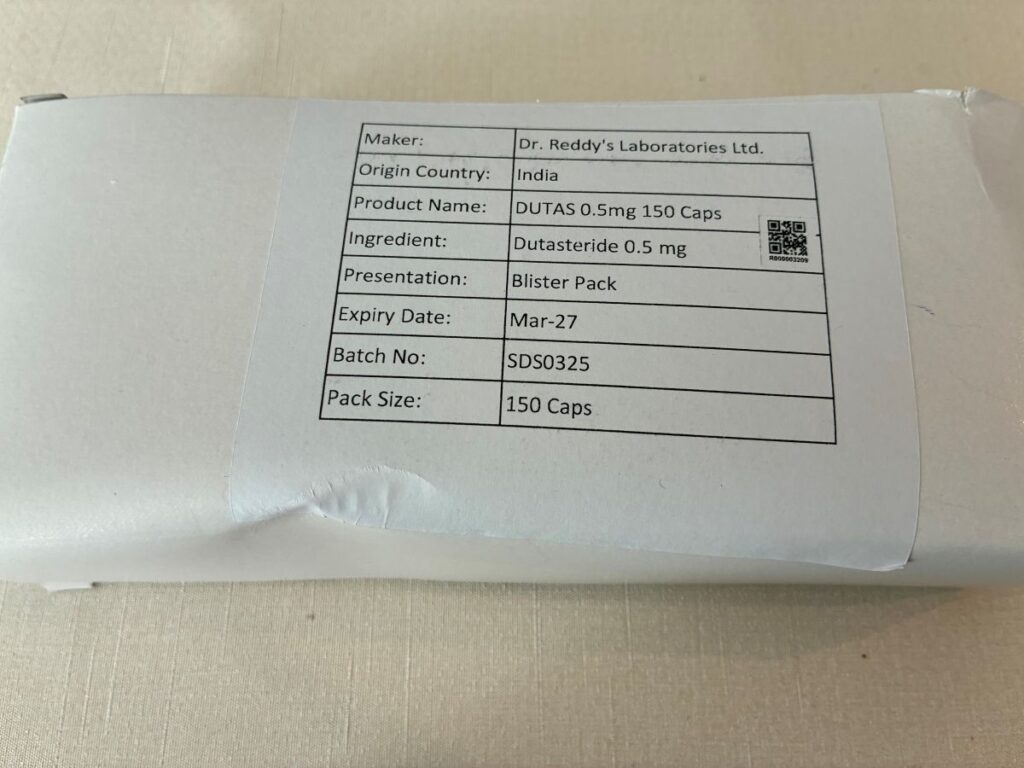 Maker: Dr. Reddy's Laboratories Ltd.
Origin Country: India
Product Name: DUTAS 0.5mg 150 Caps
Ingredient: Dutasteride 0.5 mg
R000003209
Presentation: Blister Pack
Expiry Date: Mar-27
Batch No: SDS0325
Pack Size: 150 Caps